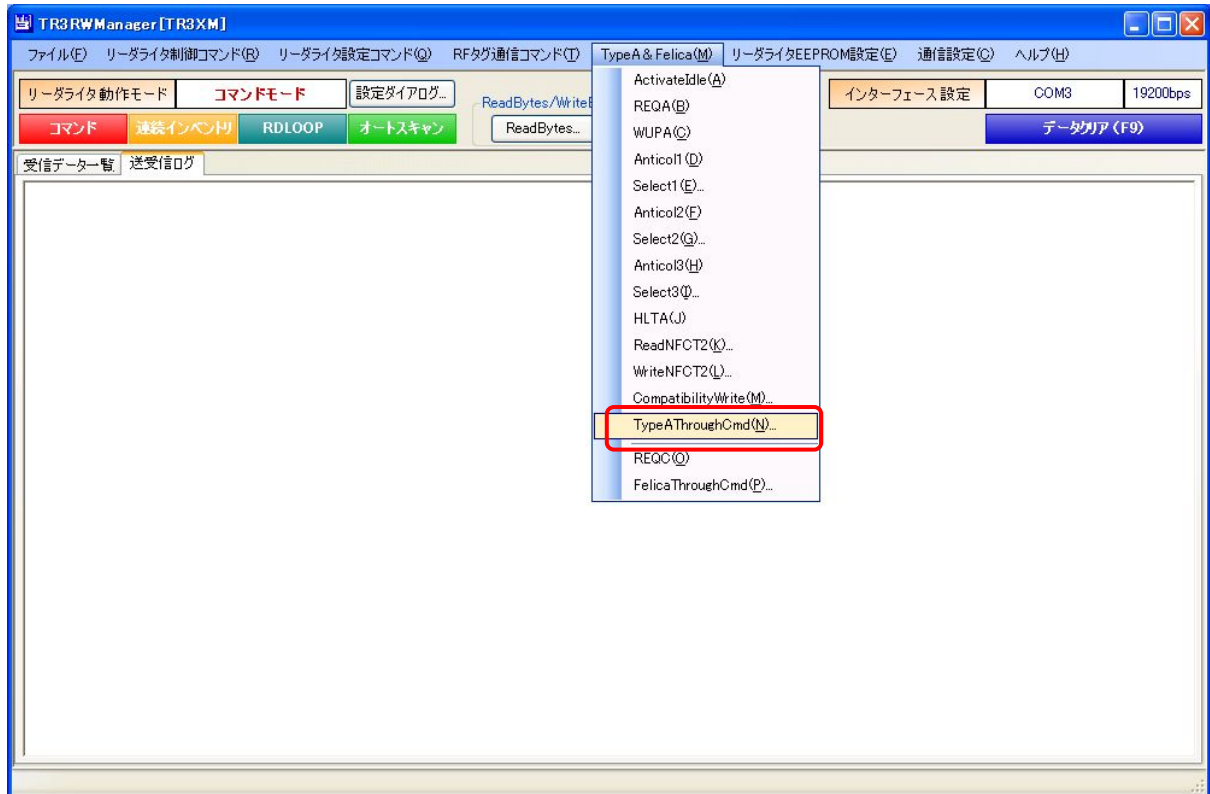 TR3RWManager[TR3XM]
ファイル(F) リーダライタ制御コマンド(R) リーダライタ設定コマンド(Q) RFタグ通信コマンド(T) TypeA&Felica(M) リーダライタEEPROM設定(E) 通信設定(C) ヘルプ(H)
リーダライタ動作モード コマンドモード 設定ダイアログ... ReadBytes/Write インターフェース設定 COM3 19200bps
コマンド 連続インベントリ RDLOOP オートスキャン ReadBytes... データクリア(F9)
受信データ一覧 送受信ログ
ActivateIdle(A)
REQA(B)
WUPA(C)
Anticol1(D)
Select1(E)...
Anticol2(F)
Select2(G)...
Anticol3(H)
Select3(I)...
HLTA(J)
ReadNFCT2(K)...
WriteNFCT2(L)...
CompatibilityWrite(M)...
TypeAThroughCmd(N)...
REQC(O)
FelicaThroughCmd(P)...